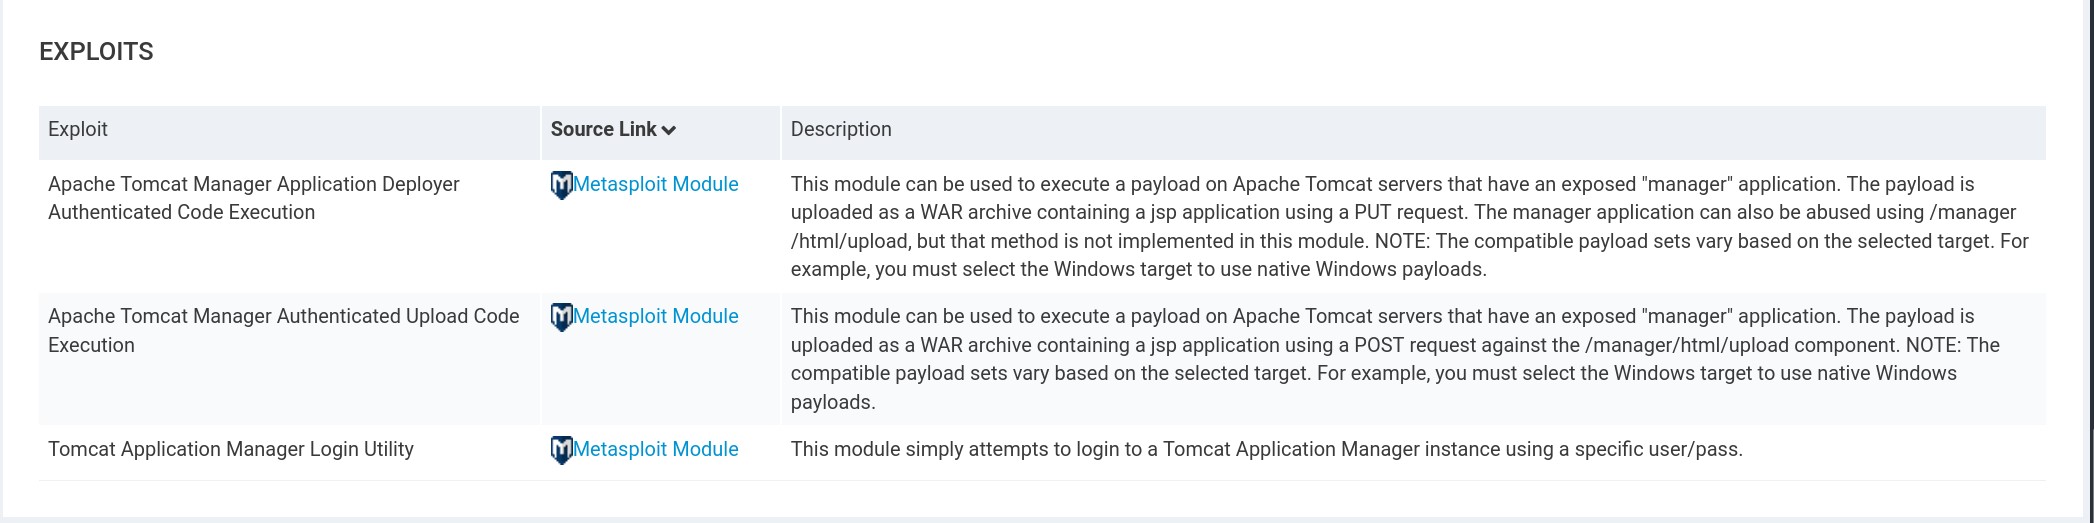 EXPLOITS
Exploit
Source Link
Description
Apache Tomcat Manager Application Deployer
Authenticated Code Execution
Metasploit Module
This module can be used to execute a payload on Apache Tomcat servers that have an exposed "manager" application. The payload is
uploaded as a WAR archive containing a jsp application using a PUT request. The manager application can also be abused using /manager
/html/upload, but that method is not implemented in this module. NOTE: The compatible payload sets vary based on the selected target. For
example, you must select the Windows target to use native Windows payloads.
Apache Tomcat Manager Authenticated Upload Code
Execution
Metasploit Module
This module can be used to execute a payload on Apache Tomcat servers that have an exposed "manager" application. The payload is
uploaded as a WAR archive containing a jsp application using a POST request against the /manager/html/upload component. NOTE: The
compatible payload sets vary based on the selected target. For example, you must select the Windows target to use native Windows
payloads.
Tomcat Application Manager Login Utility
Metasploit Module
This module simply attempts to login to a Tomcat Application Manager instance using a specific user/pass.